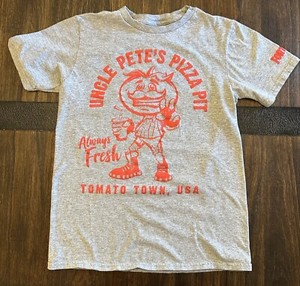 UNCLE PETE'S PIZZA PIT
Always
Fresh
TOMATO TOWN, USA